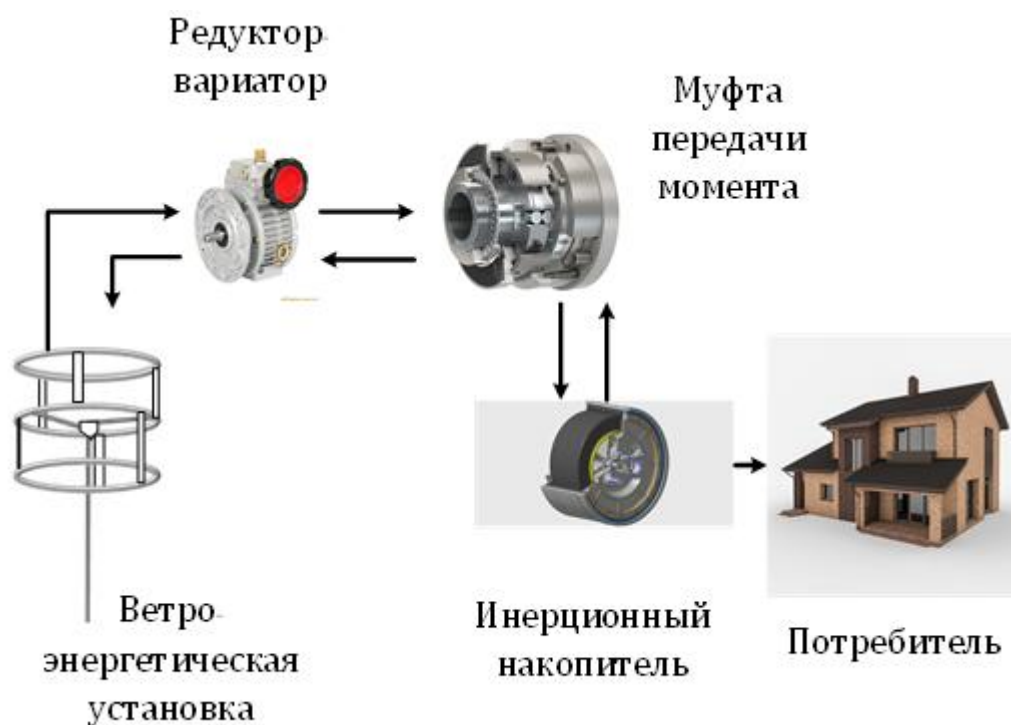 Редуктор-
вариатор
Муфта
передачи
момента
Ветро-
энергетическая
установка
Инерционный
накопитель
Потребитель